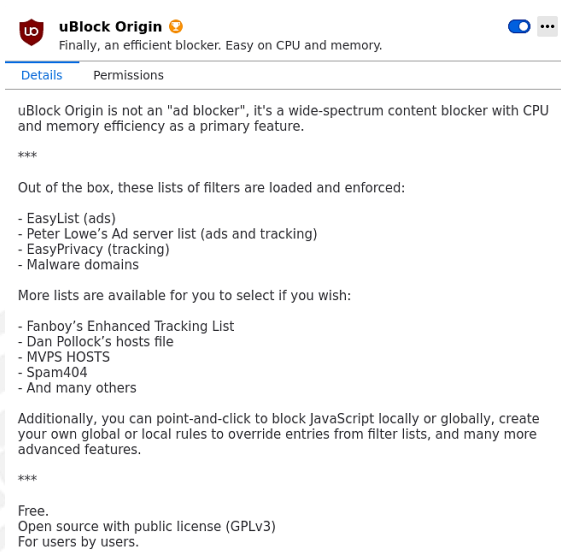 uBlock Origin
Finally, an efficient blocker. Easy on CPU and memory.
Details Permissions
uBlock Origin is not an "ad blocker", it's a wide-spectrum content blocker with CPU
and memory efficiency as a primary feature.
***
Out of the box, these lists of filters are loaded and enforced:
- EasyList (ads)
- Peter Lowe’s Ad server list (ads and tracking)
- EasyPrivacy (tracking)
- Malware domains
More lists are available for you to select if you wish:
- Fanboy’s Enhanced Tracking List
- Dan Pollock’s hosts file
- MVPS HOSTS
- Spam404
- And many others
Additionally, you can point-and-click to block JavaScript locally or globally, create
your own global or local rules to override entries from filter lists, and many more
advanced features.
***
Free.
Open source with public license (GPLv3)
For users by users.